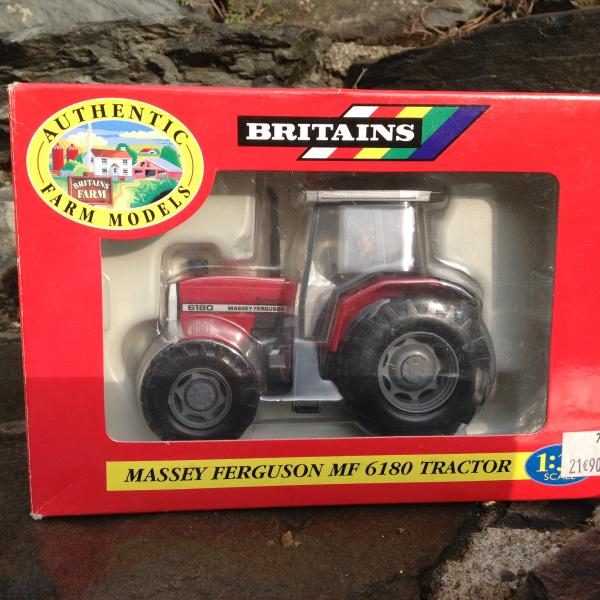 AUTHENTIC
FARM MODELS
BRITAINS
FARM
BRITAINS
6180
MASSEY FERGUSON
MASSEY FERGUSON MF 6180 TRACTOR
SCALE
21€90